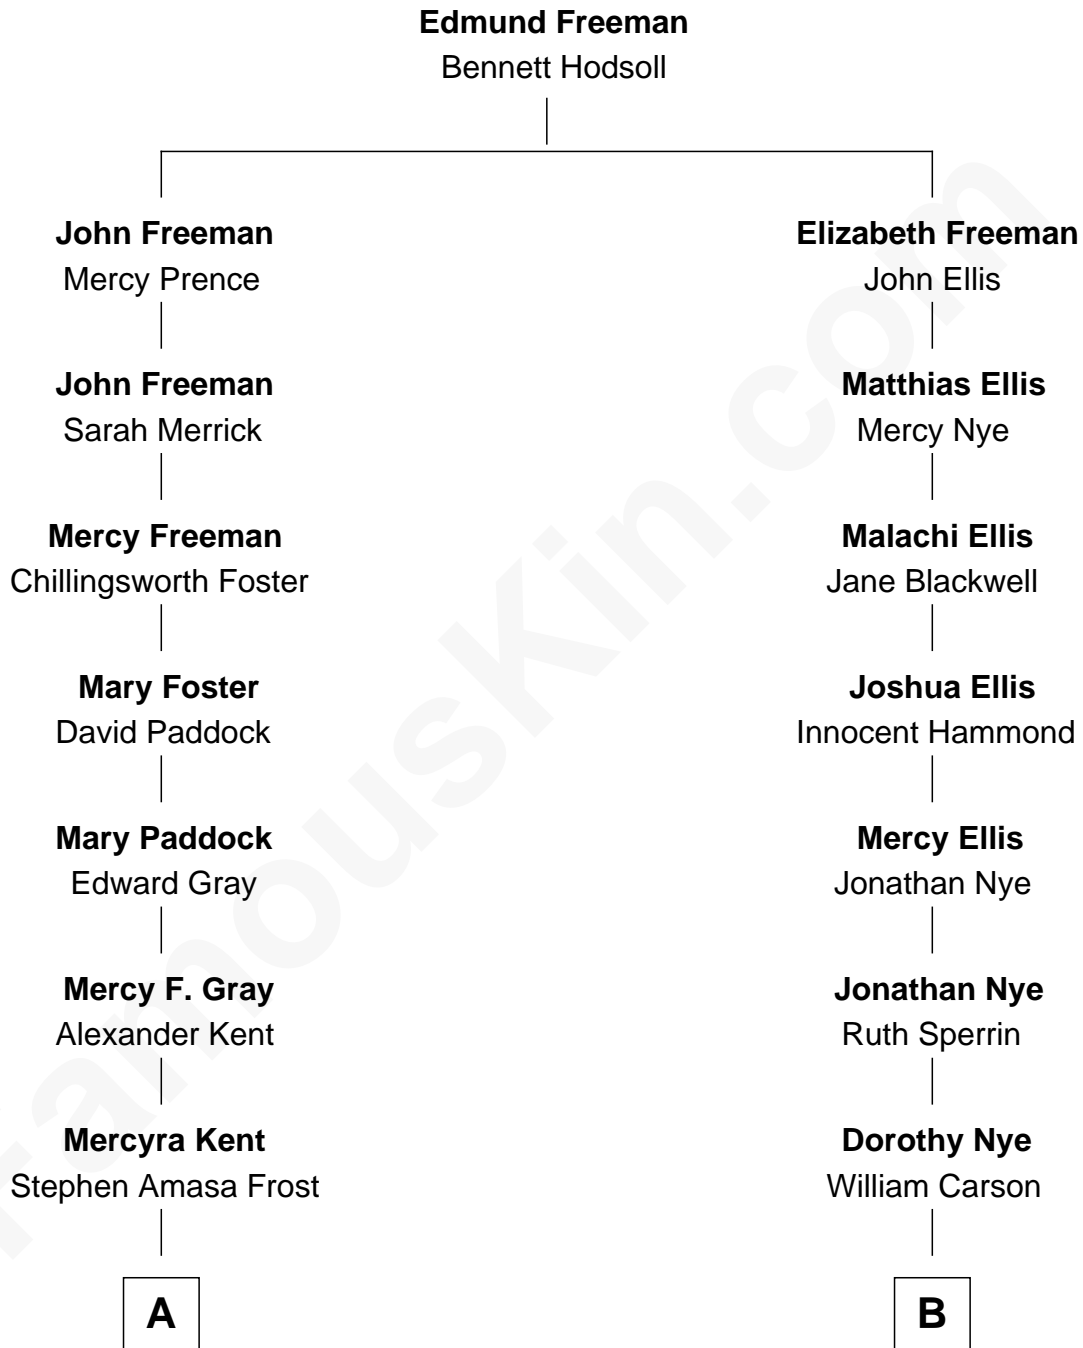 Edmund Freeman
Bennett Hodsoll
John Freeman
Mercy Prence
Elizabeth Freeman
John Ellis
John Freeman
Sarah Merrick
Matthias Ellis
Mercy Nye
Mercy Freeman
Chillingsworth Foster
Malachi Ellis
Jane Blackwell
Mary Foster
David Paddock
Joshua Ellis
Innocent Hammond
Mary Paddock
Edward Gray
Mercy Ellis
Jonathan Nye
Mercy F. Gray
Alexander Kent
Jonathan Nye
Ruth Sperrin
Mercyra Kent
Stephen Amasa Frost
Dorothy Nye
William Carson
A
B
FamousKin.com